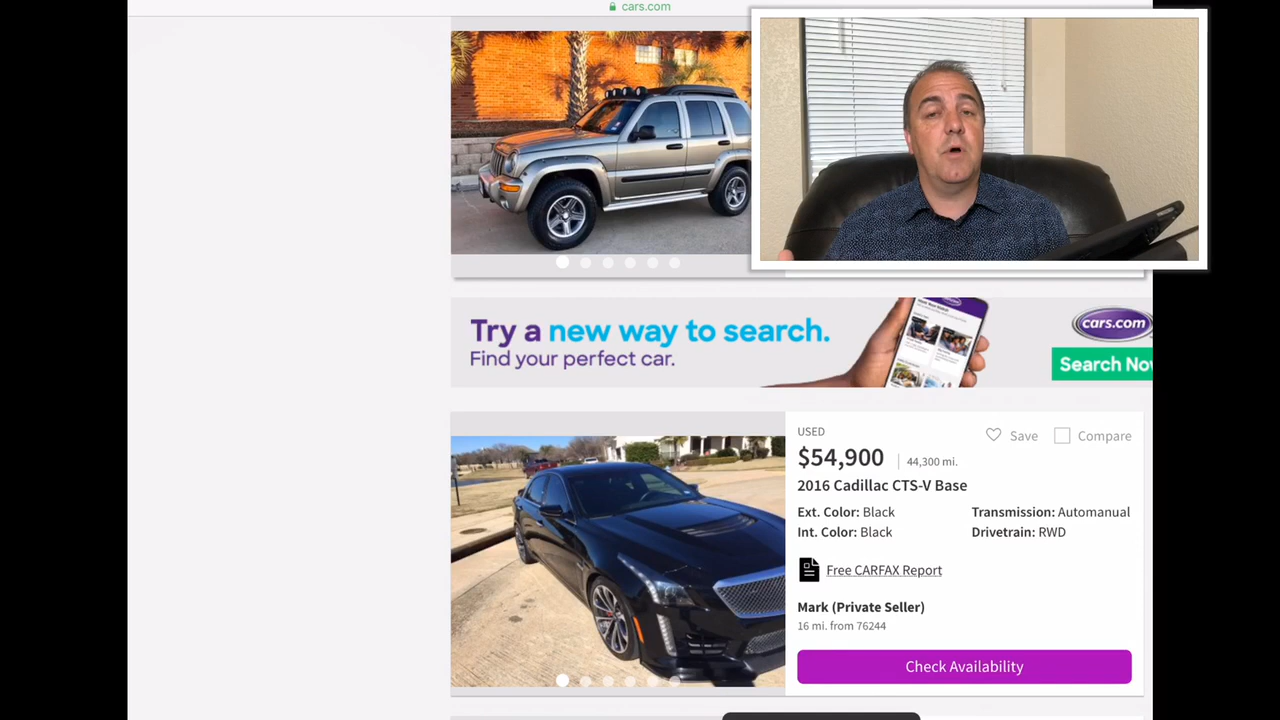 cars.com
Try a new way to search.
Find your perfect car.
cars.com
Search Nov
USED
Save
Compare
$54,900
44,300 mi.
2016 Cadillac CTS-V Base
Ext. Color: Black
Transmission: Automanual
Int. Color: Black
Drivetrain: RWD
Free CARFAX Report
Mark (Private Seller)
16 mi. from 76244
Check Availability